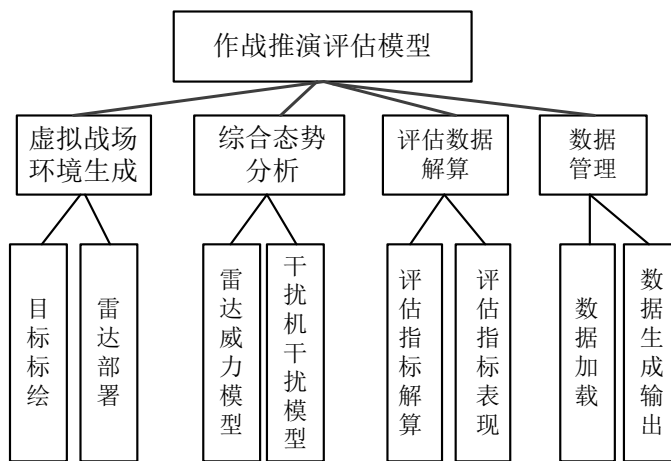 作战推演评估模型
虚拟战场
环境生成
综合态势
分析
评估数据
解算
数据
管理
目标标绘
雷达部署
雷达威力模型
干扰机干扰模型
评估指标解算
评估指标表现
数据加载
数据生成输出